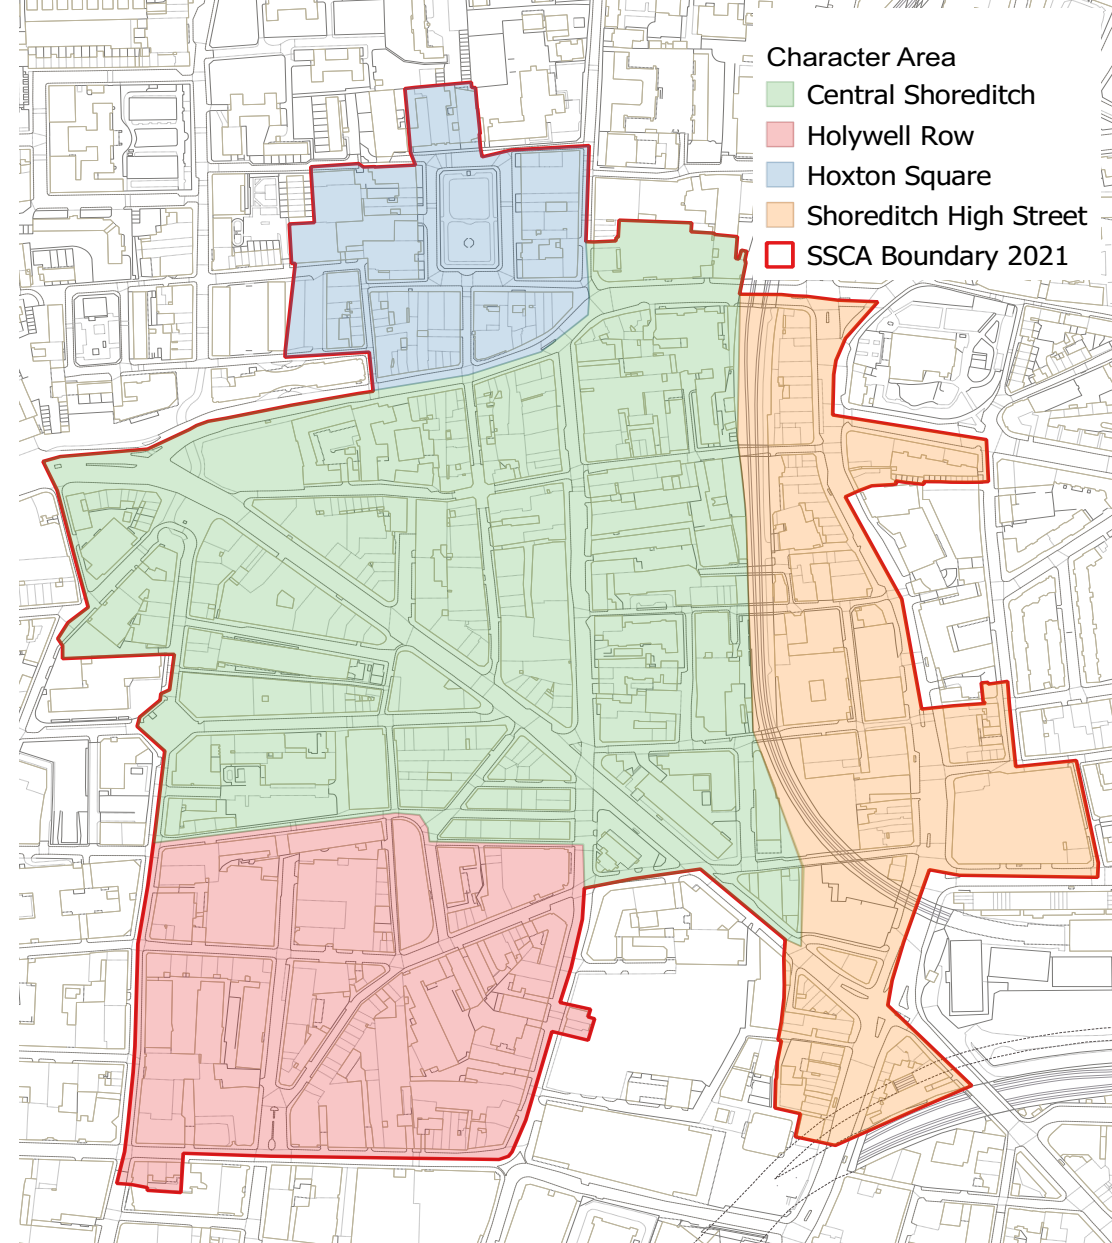 Character Area
Central Shoreditch
Holywell Row
Hoxton Square
Shoreditch High Street
SSCA Boundary 2021